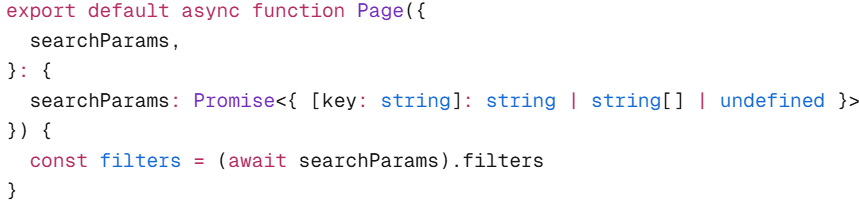 export default async function Page({
  searchParams,
}: {
  searchParams: Promise<{ [key: string]: string | string[] | undefined }>
}) {
  const filters = (await searchParams).filters
}